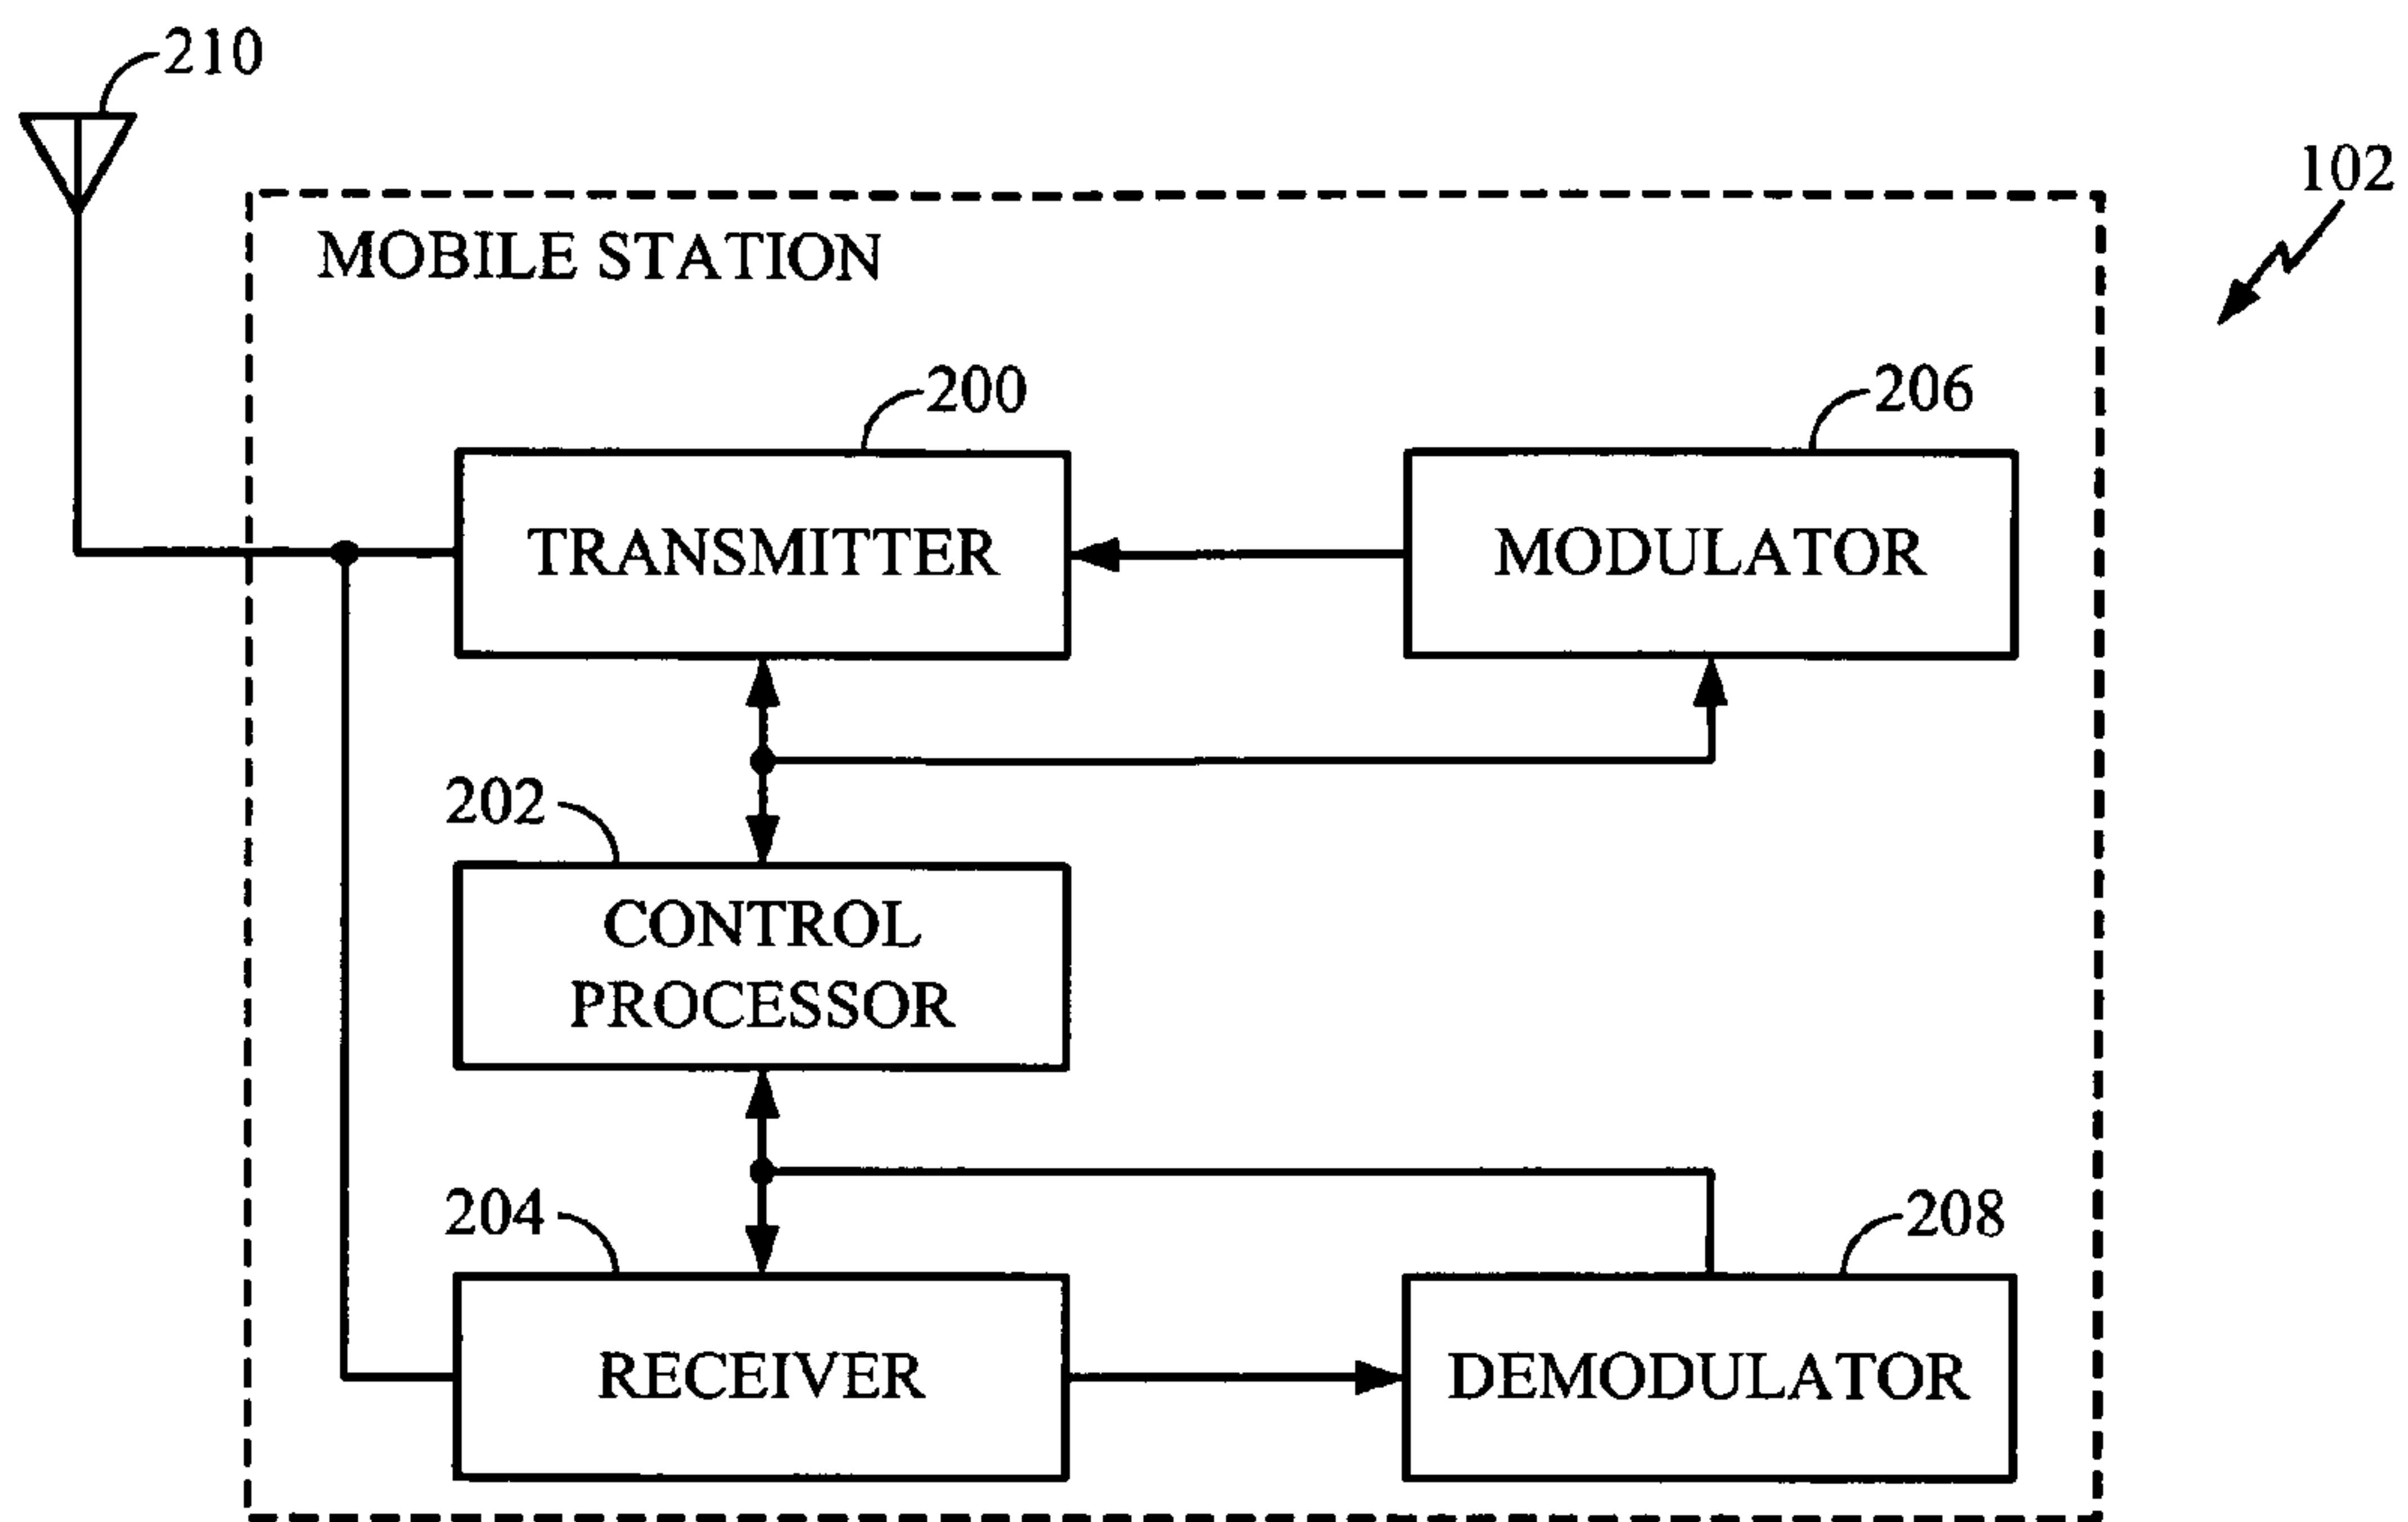 210
102
MOBILE STATION
200
206
TRANSMITTER
MODULATOR
202
CONTROL
PROCESSOR
204
208
RECEIVER
DEMODULATOR